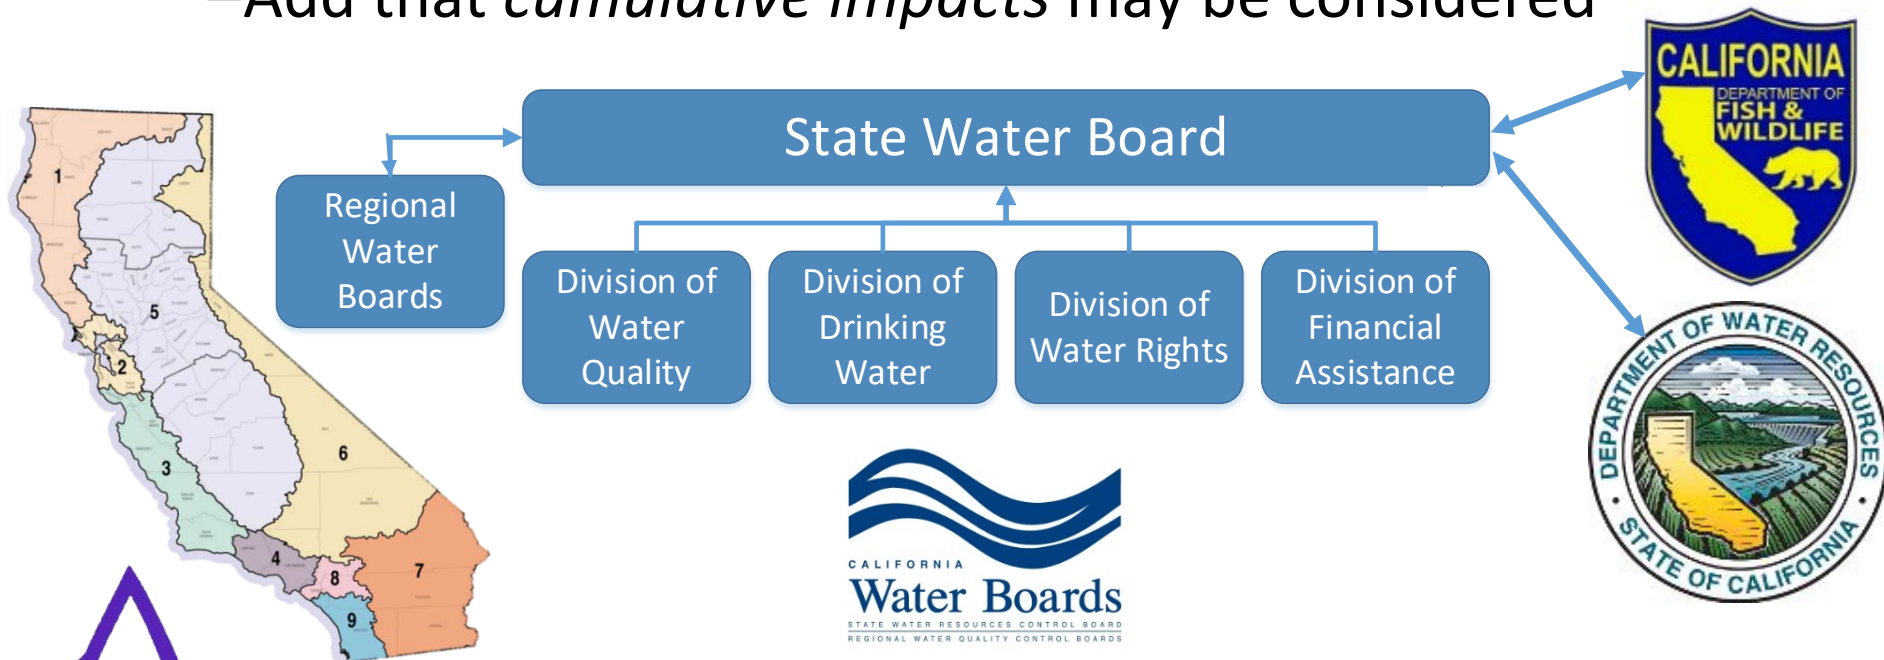 –Add that cumulative impacts may be considered
State Water Board
Regional
Water
Boards
Division of
Water
Quality
Division of
Drinking
Water
Division of
Water Rights
Division of
Financial
Assistance
CALIFORNIA
DEPARTMENT OF
FISH &
WILDLIFE
DEPARTMENT OF WATER RESOURCES
• STATE OF CALIFORNIA •
1
5
2
3
6
4
8
7
9
CALIFORNIA
Water Boards
STATE WATER RESOURCES CONTROL BOARD
REGIONAL WATER QUALITY CONTROL BOARDS